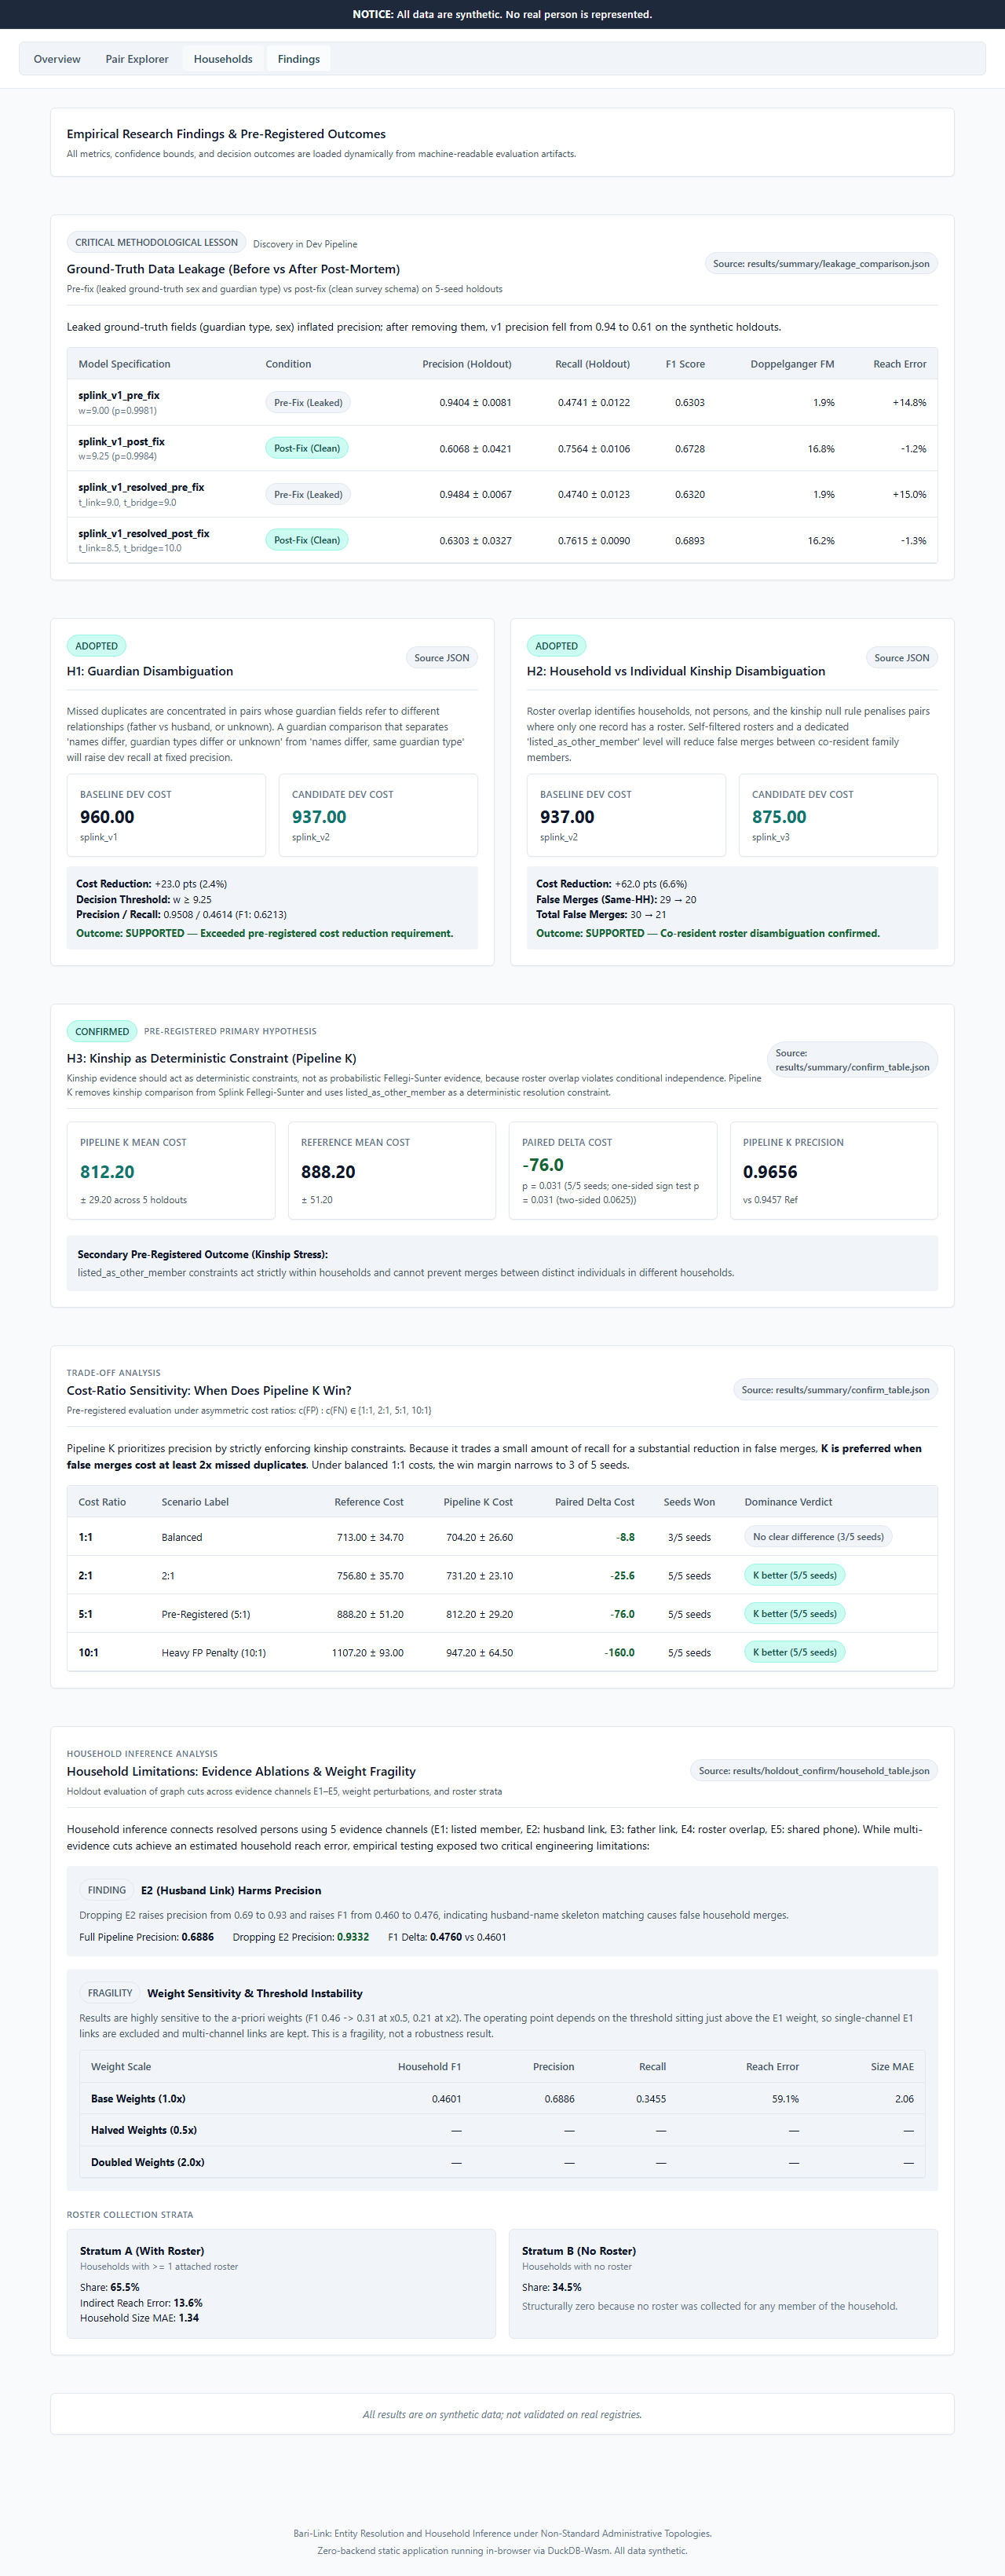 NOTICE: All data are synthetic. No real person is represented.
Overview Pair Explorer Households Findings
Empirical Research Findings & Pre-Registered Outcomes
All metrics, confidence bounds, and decision outcomes are loaded dynamically from machine-readable evaluation artifacts.
CRITICAL METHODOLOGICAL LESSON Discovery in Dev Pipeline
Ground-Truth Data Leakage (Before vs After Post-Mortem)
Pre-fix (leaked ground-truth sex and guardian type) vs post-fix (clean survey schema) on 5-seed holdouts
Source: results/summary/leakage_comparison.json
Leaked ground-truth fields (guardian type, sex) inflated precision; after removing them, v1 precision fell from 0.94 to 0.61 on the synthetic holdouts.
Model Specification Condition Precision (Holdout) Recall (Holdout) F1 Score Doppelganger FM Reach Error
splink_v1_pre_fix
w=9.00 (p=0.9981)
Pre-Fix (Leaked) 0.9404 ± 0.0081 0.4741 ± 0.0122 0.6303 1.9% +14.8%
splink_v1_post_fix
w=9.25 (p=0.9984)
Post-Fix (Clean) 0.6068 ± 0.0421 0.7564 ± 0.0106 0.6728 16.8% -1.2%
splink_v1_resolved_pre_fix
t_link=9.0, t_bridge=9.0
Pre-Fix (Leaked) 0.9484 ± 0.0067 0.4740 ± 0.0123 0.6320 1.9% +15.0%
splink_v1_resolved_post_fix
t_link=8.5, t_bridge=10.0
Post-Fix (Clean) 0.6303 ± 0.0327 0.7615 ± 0.0090 0.6893 16.2% -1.3%
ADOPTED
H1: Guardian Disambiguation
Source JSON
Missed duplicates are concentrated in pairs whose guardian fields refer to different
relationships (father vs husband, or unknown). A guardian comparison that separates
'names differ, guardian types differ or unknown' from 'names differ, same guardian type'
will raise dev recall at fixed precision.
BASELINE DEV COST
960.00
splink_v1
CANDIDATE DEV COST
937.00
splink_v2
Cost Reduction: +23.0 pts (2.4%)
Decision Threshold: w ≥ 9.25
Precision / Recall: 0.9508 / 0.4614 (F1: 0.6213)
Outcome: SUPPORTED — Exceeded pre-registered cost reduction requirement.
ADOPTED
H2: Household vs Individual Kinship Disambiguation
Source JSON
Roster overlap identifies households, not persons, and the kinship null rule penalises pairs
where only one record has a roster. Self-filtered rosters and a dedicated
'listed_as_other_member' level will reduce false merges between co-resident family
members.
BASELINE DEV COST
937.00
splink_v2
CANDIDATE DEV COST
875.00
splink_v3
Cost Reduction: +62.0 pts (6.6%)
False Merges (Same-HH): 29 → 20
Total False Merges: 30 → 21
Outcome: SUPPORTED — Co-resident roster disambiguation confirmed.
CONFIRMED PRE-REGISTERED PRIMARY HYPOTHESIS
H3: Kinship as Deterministic Constraint (Pipeline K)
Kinship evidence should act as deterministic constraints, not as probabilistic Fellegi-Sunter evidence, because roster overlap violates conditional independence. Pipeline
K removes kinship comparison from Splink Fellegi-Sunter and uses listed_as_other_member as a deterministic resolution constraint.
Source:
results/summary/confirm_table.json
PIPELINE K MEAN COST
812.20
± 29.20 across 5 holdouts
REFERENCE MEAN COST
888.20
± 51.20
PAIRED DELTA COST
-76.0
p = 0.031 (5/5 seeds; one-sided sign test p
= 0.031 (two-sided 0.0625))
PIPELINE K PRECISION
0.9656
vs 0.9457 Ref
Secondary Pre-Registered Outcome (Kinship Stress):
listed_as_other_member constraints act strictly within households and cannot prevent merges between distinct individuals in different households.
TRADE-OFF ANALYSIS
Cost-Ratio Sensitivity: When Does Pipeline K Win?
Pre-registered evaluation under asymmetric cost ratios: c(FP) : c(FN) ∈ {1:1, 2:1, 5:1, 10:1}
Source: results/summary/confirm_table.json
Pipeline K prioritizes precision by strictly enforcing kinship constraints. Because it trades a small amount of recall for a substantial reduction in false merges, K is preferred when
false merges cost at least 2x missed duplicates. Under balanced 1:1 costs, the win margin narrows to 3 of 5 seeds.
Cost Ratio Scenario Label Reference Cost Pipeline K Cost Paired Delta Cost Seeds Won Dominance Verdict
1:1 Balanced 713.00 ± 34.70 704.20 ± 26.60 -8.8 3/5 seeds No clear difference (3/5 seeds)
2:1 2:1 756.80 ± 35.70 731.20 ± 23.10 -25.6 5/5 seeds K better (5/5 seeds)
5:1 Pre-Registered (5:1) 888.20 ± 51.20 812.20 ± 29.20 -76.0 5/5 seeds K better (5/5 seeds)
10:1 Heavy FP Penalty (10:1) 1107.20 ± 93.00 947.20 ± 64.50 -160.0 5/5 seeds K better (5/5 seeds)
HOUSEHOLD INFERENCE ANALYSIS
Household Limitations: Evidence Ablations & Weight Fragility
Holdout evaluation of graph cuts across evidence channels E1–E5, weight perturbations, and roster strata
Source: results/holdout_confirm/household_table.json
Household inference connects resolved persons using 5 evidence channels (E1: listed member, E2: husband link, E3: father link, E4: roster overlap, E5: shared phone). While multi-
evidence cuts achieve an estimated household reach error, empirical testing exposed two critical engineering limitations:
FINDING E2 (Husband Link) Harms Precision
Dropping E2 raises precision from 0.69 to 0.93 and raises F1 from 0.460 to 0.476, indicating husband-name skeleton matching causes false household merges.
Full Pipeline Precision: 0.6886 Dropping E2 Precision: 0.9332 F1 Delta: 0.4760 vs 0.4601
FRAGILITY Weight Sensitivity & Threshold Instability
Results are highly sensitive to the a-priori weights (F1 0.46 -> 0.31 at x0.5, 0.21 at x2). The operating point depends on the threshold sitting just above the E1 weight, so single-channel E1
links are excluded and multi-channel links are kept. This is a fragility, not a robustness result.
Weight Scale Household F1 Precision Recall Reach Error Size MAE
Base Weights (1.0x) 0.4601 0.6886 0.3455 59.1% 2.06
Halved Weights (0.5x) — — — — —
Doubled Weights (2.0x) — — — — —
ROSTER COLLECTION STRATA
Stratum A (With Roster)
Households with >= 1 attached roster
Share: 65.5%
Indirect Reach Error: 13.6%
Household Size MAE: 1.34
Stratum B (No Roster)
Households with no roster
Share: 34.5%
Structurally zero because no roster was collected for any member of the household.
All results are on synthetic data; not validated on real registries.
Bari-Link: Entity Resolution and Household Inference under Non-Standard Administrative Topologies.
Zero-backend static application running in-browser via DuckDB-Wasm. All data synthetic.